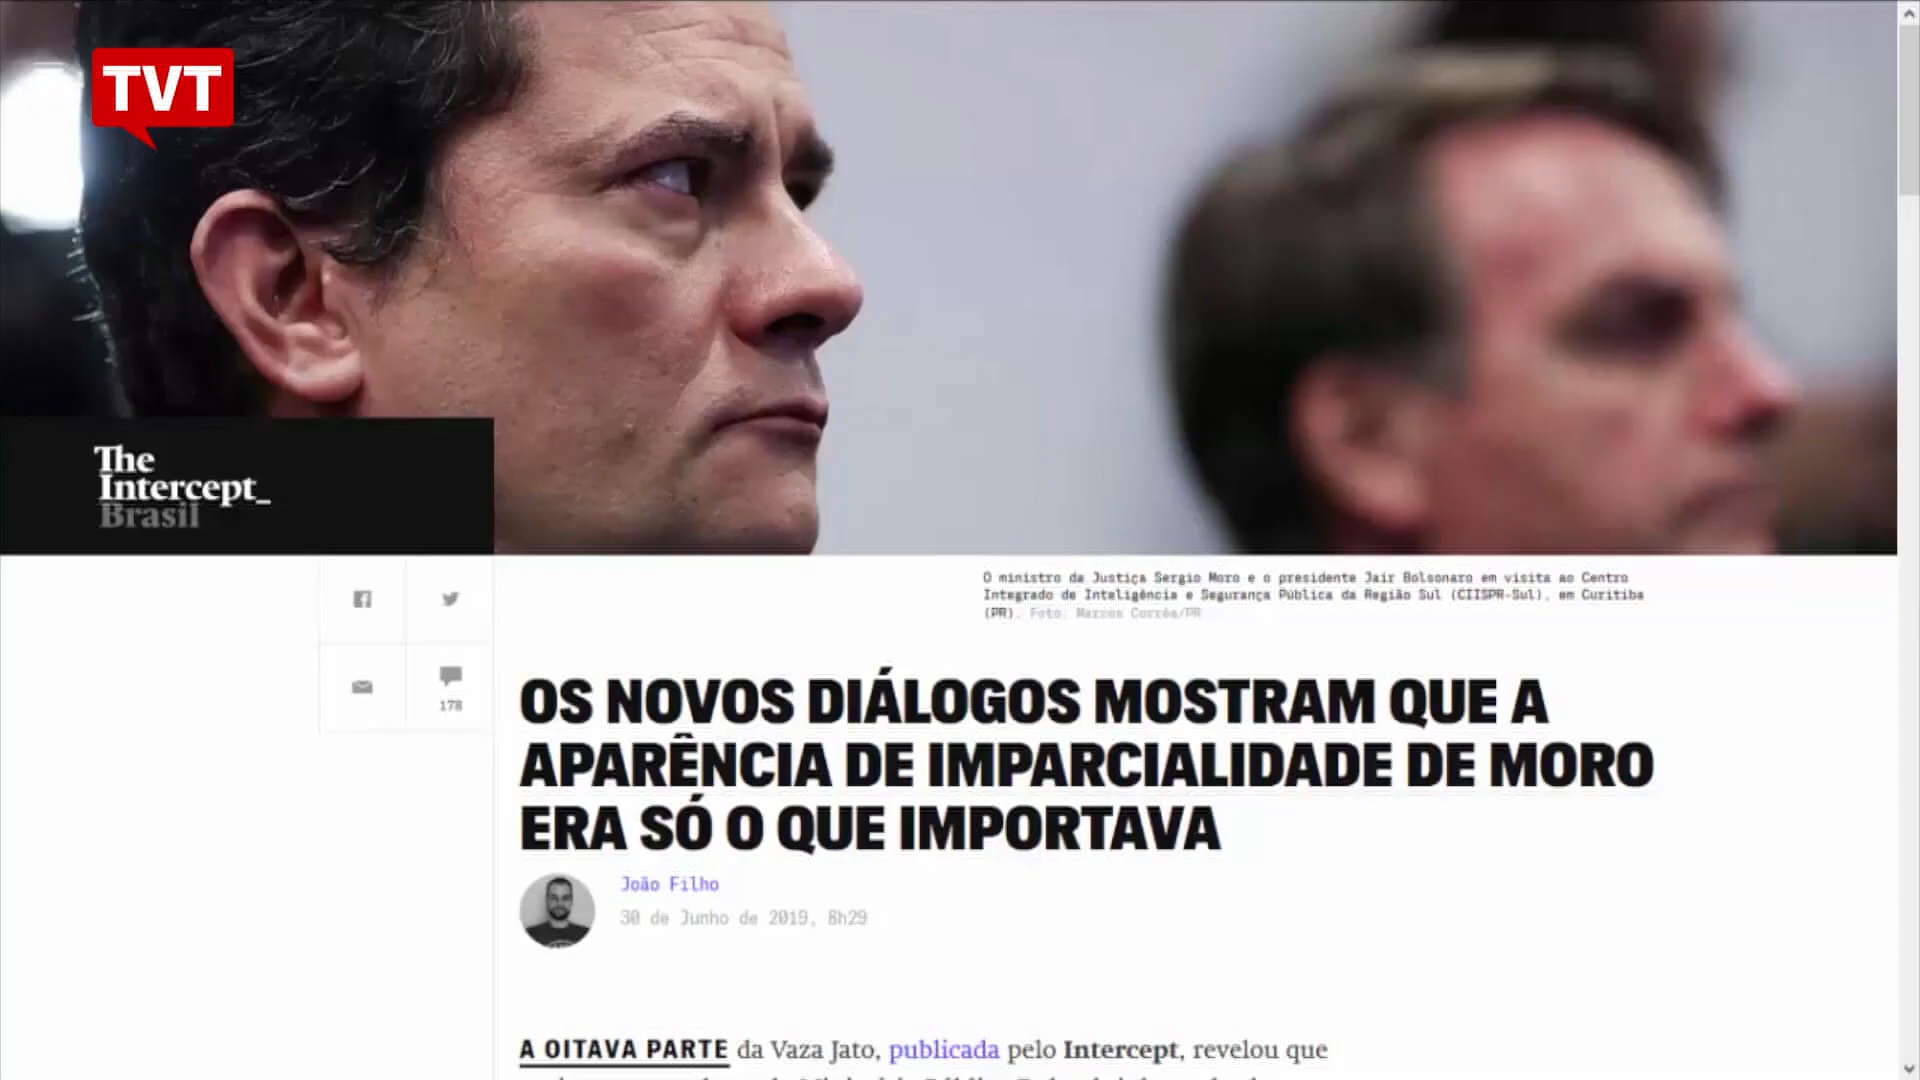 TVT
The
Intercept_
Brasil
O ministro da Justiça Sergio Moro e o presidente Jair Bolsonaro em visita ao Centro
Integrado de Inteligência e Segurança Pública da Região Sul (CIISPR-Sul), em Curitiba
(PR). Foto: Marcos Corrêa/PR
178
OS NOVOS DIÁLOGOS MOSTRAM QUE A
APARÊNCIA DE IMPARCIALIDADE DE MORO
ERA SÓ O QUE IMPORTAVA
João Filho
30 de Junho de 2019, 8h29
A OITAVA PARTE da Vaza Jato, publicada pelo Intercept, revelou que